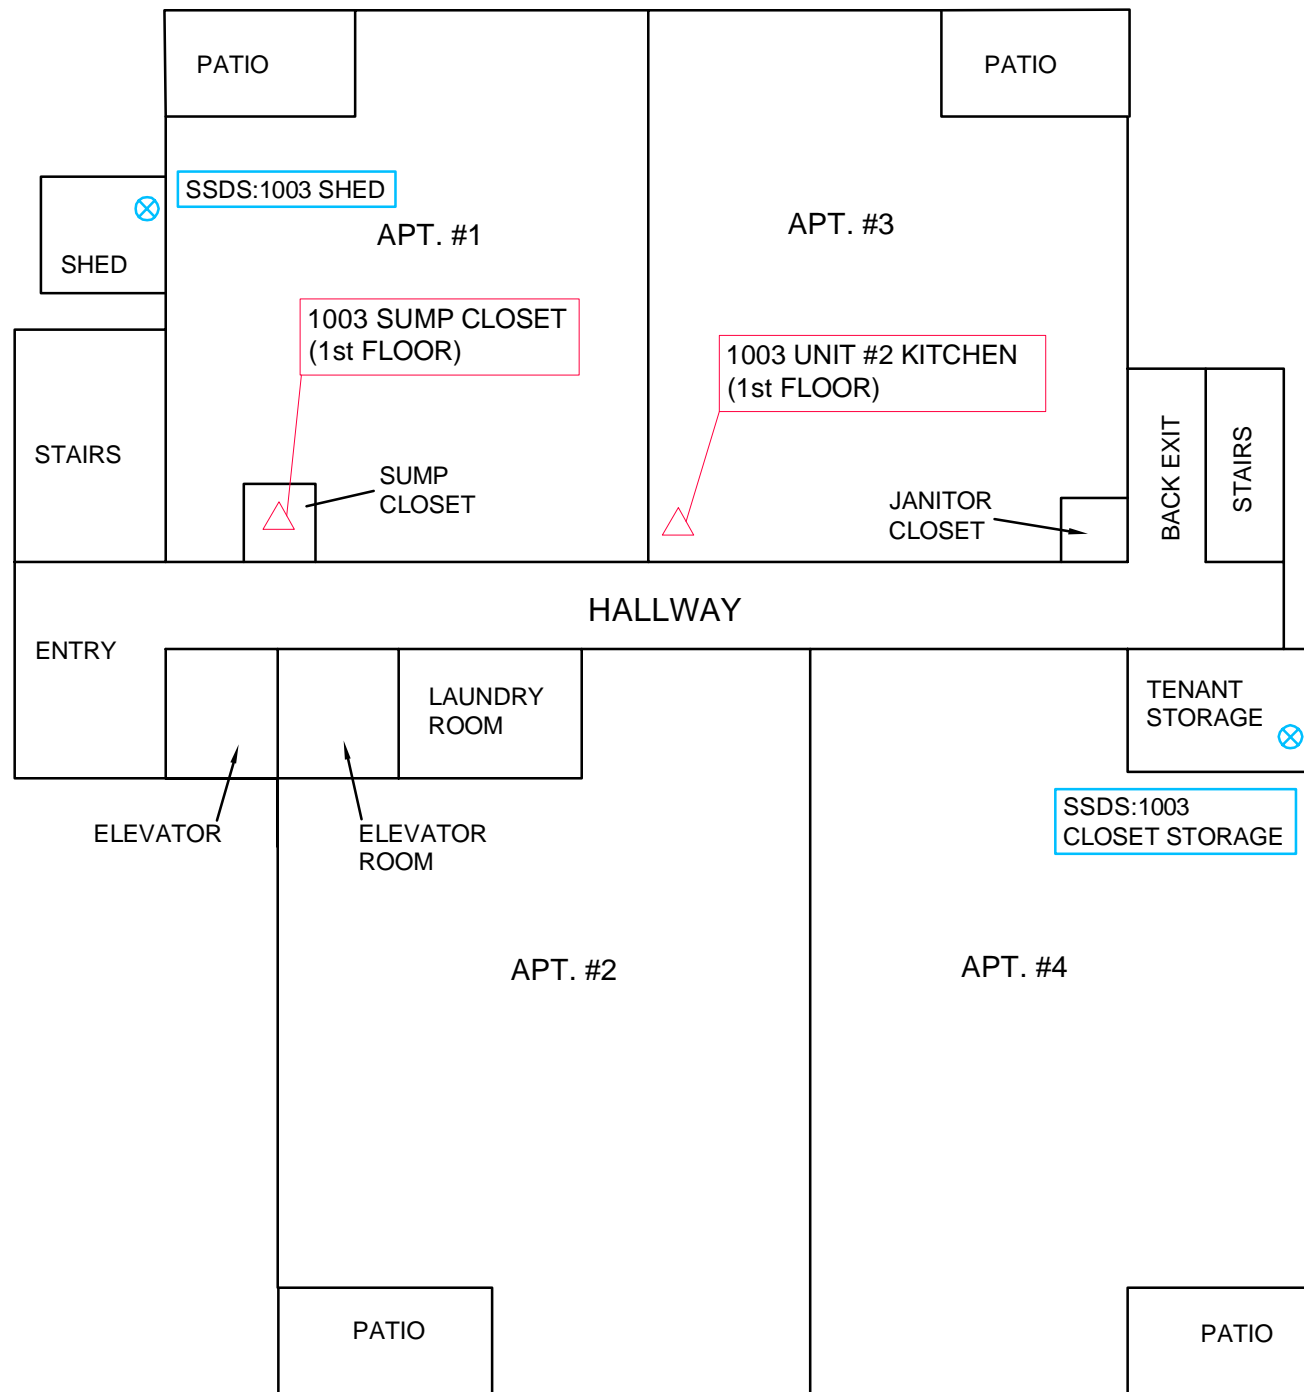 PATIO
PATIO
SSDS:1003 SHED
SHED
APT. #1
APT. #3
1003 SUMP CLOSET
(1st FLOOR)
1003 UNIT #2 KITCHEN
(1st FLOOR)
STAIRS
SUMP
CLOSET
JANITOR
CLOSET
BACK EXIT
STAIRS
HALLWAY
ENTRY
LAUNDRY
ROOM
TENANT
STORAGE
ELEVATOR
ELEVATOR
ROOM
SSDS:1003
CLOSET STORAGE
APT. #2
APT. #4
PATIO
PATIO